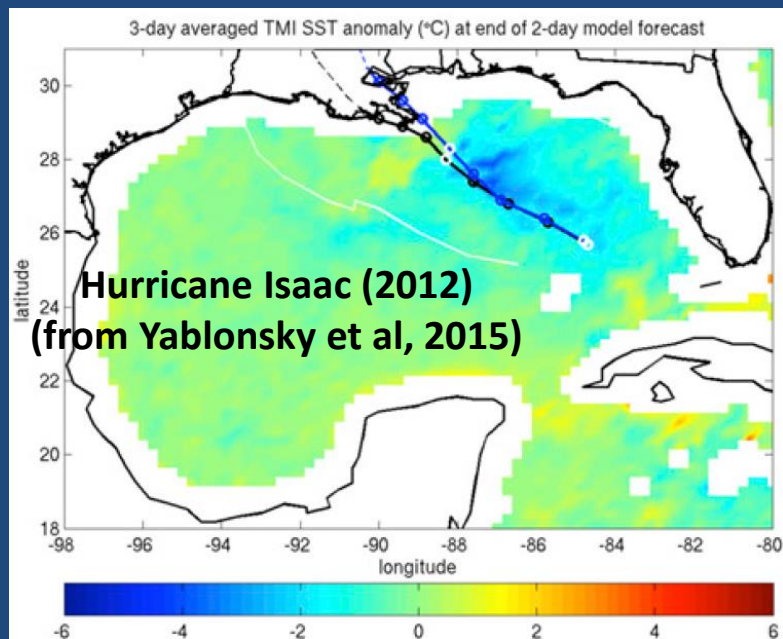 3-day averaged TMI SST anomaly (°C) at end of 2-day model forecast
30
28
26
24
22
20
18
latitude
Hurricane Isaac (2012)
(from Yablonsky et al, 2015)
-98 -96 -94 -92 -90 -88 -86 -84 -82 -80
longitude
-6 -4 -2 0 2 4 6